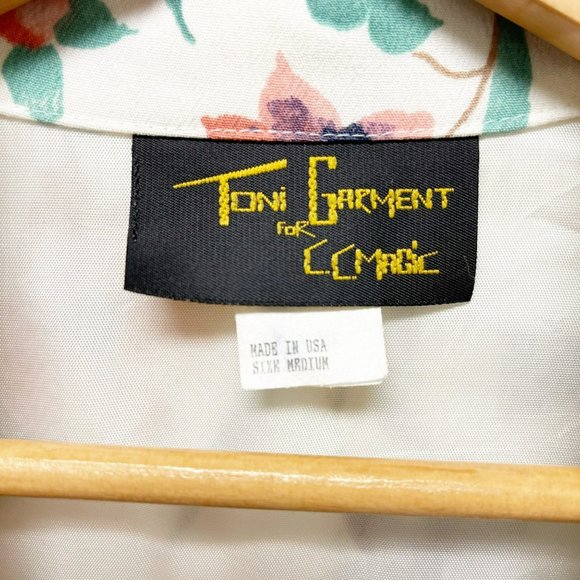 Toni Garment
for
C.C. Magic
MADE IN USA
SIZE MEDIUM